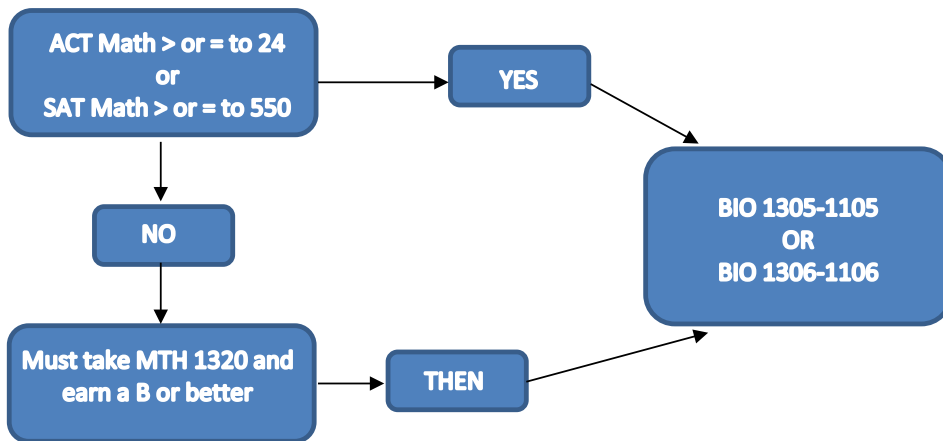 ACT Math > or = to 24
or
SAT Math > or = to 550
YES
NO
BIO 1305-1105
OR
BIO 1306-1106
Must take MTH 1320 and
earn a B or better
THEN